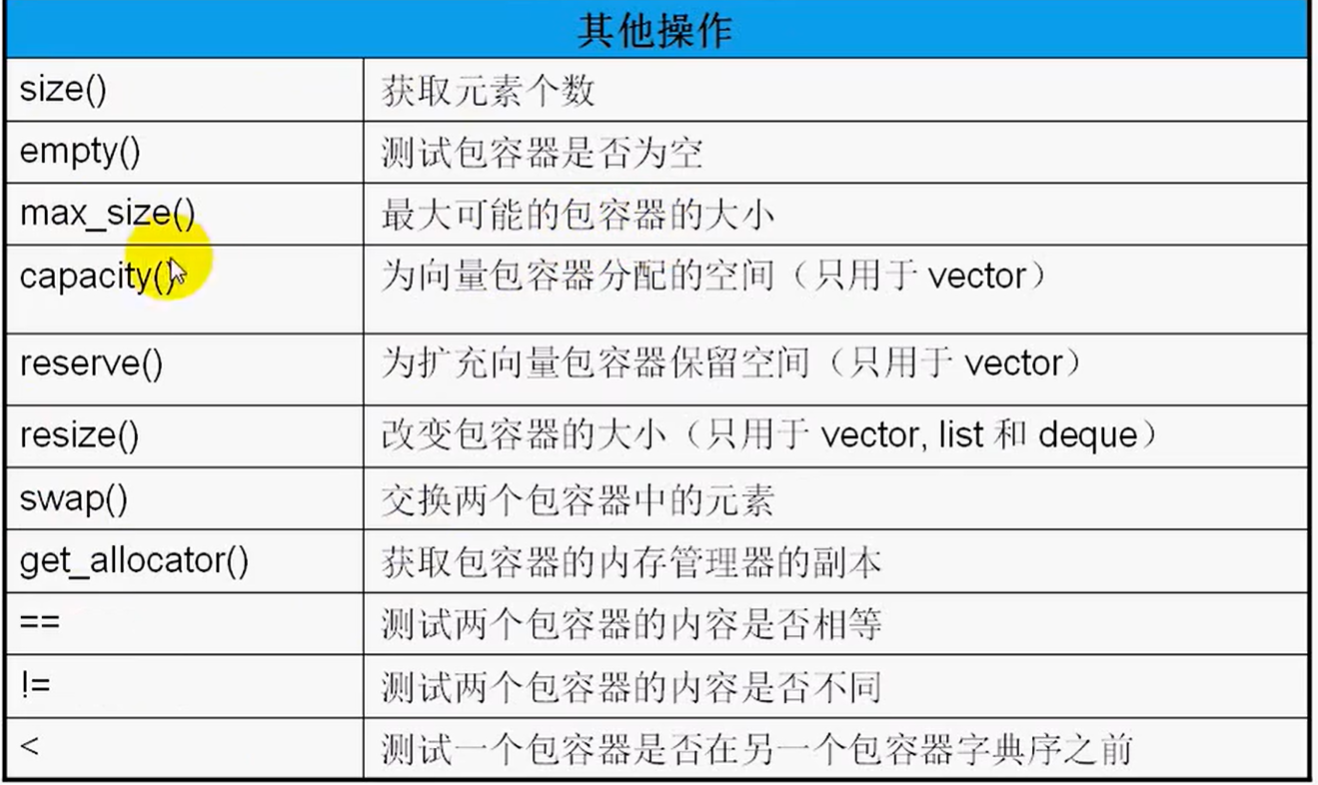 其他操作
size() 获取元素个数
empty() 测试包容器是否为空
max_size() 最大可能的包容器的大小
capacity() 为向量包容器分配的空间（只用于 vector）
reserve() 为扩充向量包容器保留空间（只用于 vector）
resize() 改变包容器的大小（只用于 vector, list 和 deque）
swap() 交换两个包容器中的元素
get_allocator() 获取包容器的内存管理器的副本
== 测试两个包容器的内容是否相等
!= 测试两个包容器的内容是否不同
< 测试一个包容器是否在另一个包容器字典序之前